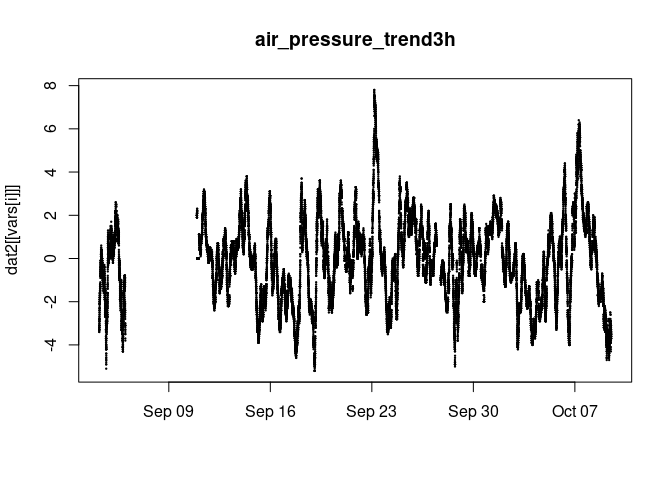 air_pressure_trend3h
dat2[[vars[i]]]
8
6
4
2
0
-2
-4
Sep 09
Sep 16
Sep 23
Sep 30
Oct 07